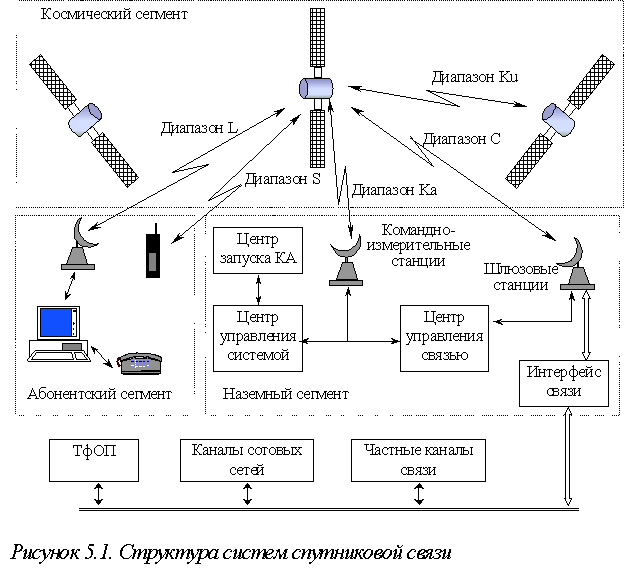 Космический сегмент
Диапазон Ku
Диапазон L
Диапазон C
Диапазон S
Диапазон Ka
Центр
запуска КА
Командно-
измерительные
станции
Шлюзовые
станции
Центр
управления
системой
Центр
управления
связью
Интерфейс
связи
Абонентский сегмент
Наземный сегмент
ТфОП
Каналы сотовых
сетей
Частные каналы
связи
Рисунок 5.1. Структура систем спутниковой связи